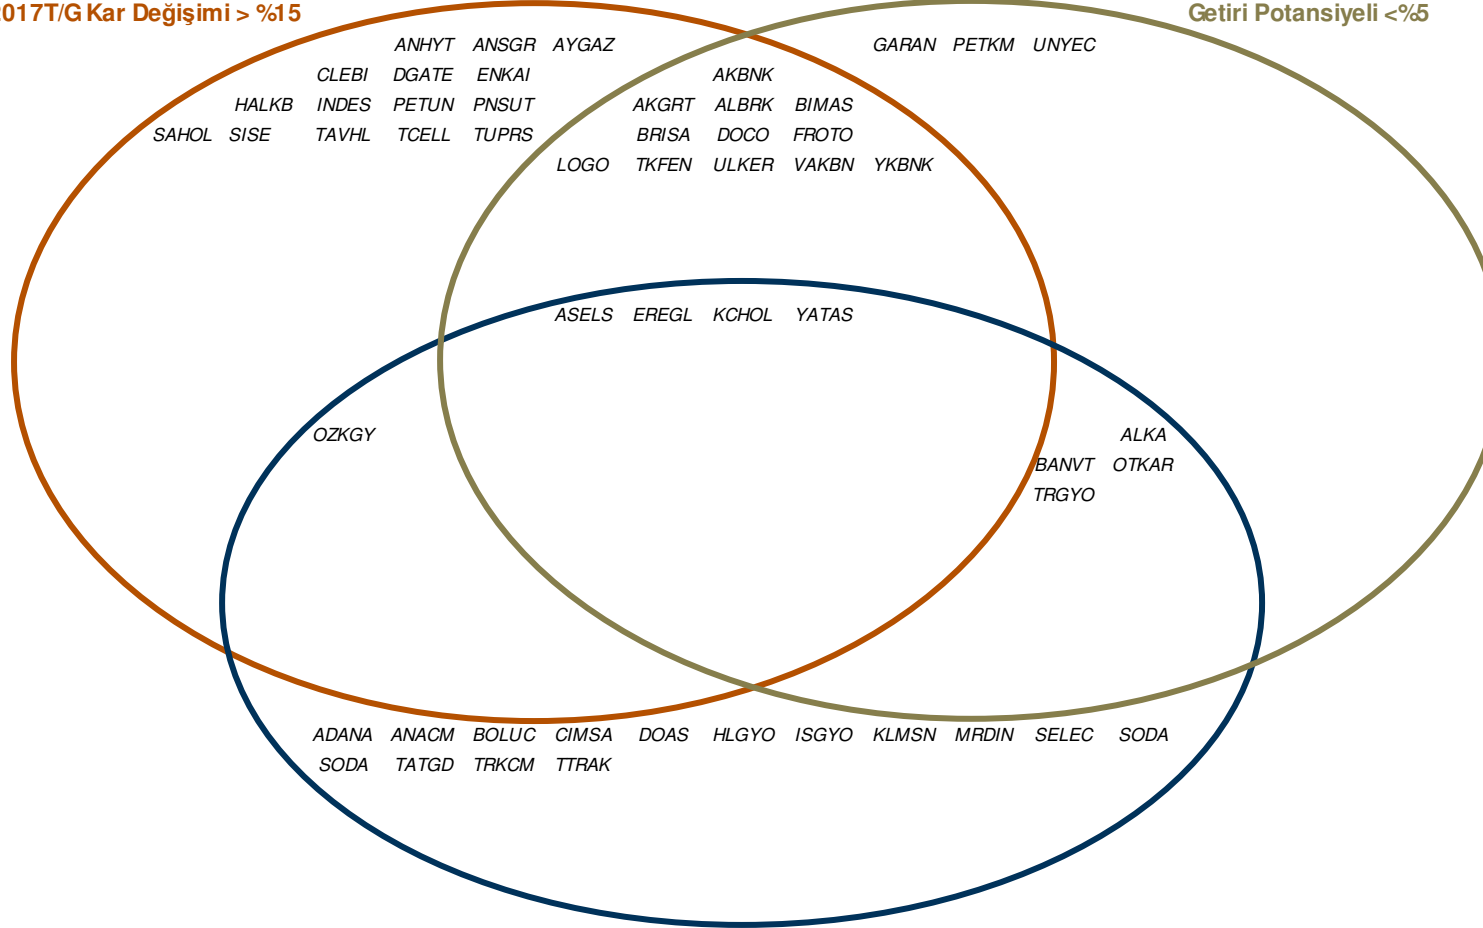 2017T/G Kar Değişimi > %15
Getiri Potansiyeli <%5
ANHYT ANSGR AYGAZ
GARAN PETKM UNYEC
CLEBI DGATE ENKAI
AKBNK
HALKB INDES PETUN PNSUT
AKGRT ALBRK BIMAS
SAHOL SISE TAVHL TCELL TUPRS
BRISA DOCO FROTO
LOGO TKFEN ULKER VAKBN YKBNK
ASELS EREGL KCHOL YATAS
OZKGY
ALKA
BANVT OTKAR
TRGYO
ADANA ANACM BOLUC CIMSA DOAS HLGYO ISGYO KLMSN MRDIN SELEC SODA
SODA TATGD TRKCM TTRAK